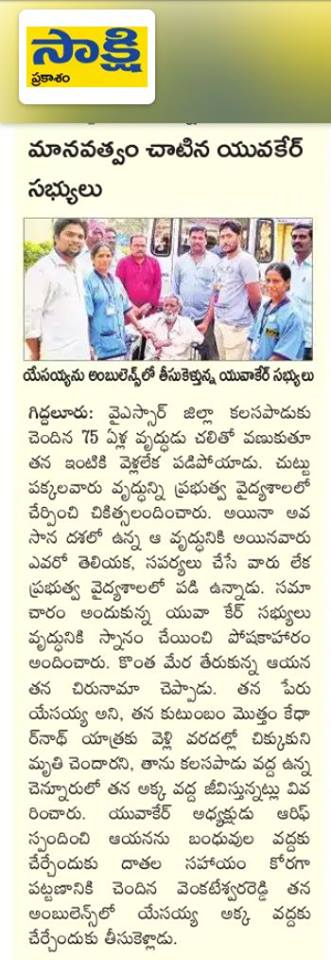 సాక్షి
ప్రకాశం
మానవత్వం చాటిన యువకేర్
సభ్యులు
యేసయ్యను అంబులెన్స్‌లో తీసుకెళ్తున్న యువాకేర్ సభ్యులు
గిద్దలూరు: వైఎస్సార్ జిల్లా కలసపాడుకు
చెందిన 75 ఏళ్ల వృద్ధుడు చలితో వణుకుతూ
తన ఇంటికి వెళ్లలేక పడిపోయాడు. చుట్టు
పక్కలవారు వృద్ధున్ని ప్రభుత్వ వైద్యశాలలో
చేర్పించి చికిత్సలందించారు. అయినా అవ
సాన దశలో ఉన్న ఆ వృద్ధునికి అయినవారు
ఎవరో తెలియక, సపర్యలు చేసే వారు లేక
ప్రభుత్వ వైద్యశాలలో పడి ఉన్నాడు. సమా
చారం అందుకున్న యువా కేర్ సభ్యులు
వృద్ధునికి స్నానం చేయించి పోషకాహారం
అందించారు. కొంత మేర తేరుకున్న ఆయన
తన చిరునామా చెప్పాడు. తన పేరు
యేసయ్య అని, తన కుటుంబం మొత్తం కేధా
ర్‌నాథ్ యాత్రకు వెళ్లి వరదల్లో చిక్కుకుని
మృతి చెందారని, తాను కలసపాడు వద్ద ఉన్న
చెన్నూరులో తన అక్క వద్ద జీవిస్తున్నట్లు వివ
రించారు. యువాకేర్ అధ్యక్షుడు ఆరిఫ్
స్పందించి ఆయనను బంధువుల వద్దకు
చేర్చేందుకు దాతల సహాయం కోరగా
పట్టణానికి చెందిన వెంకటేశ్వరరెడ్డి తన
అంబులెన్స్‌లో యేసయ్య అక్క వద్దకు
చేర్చేందుకు తీసుకెళ్లాడు.